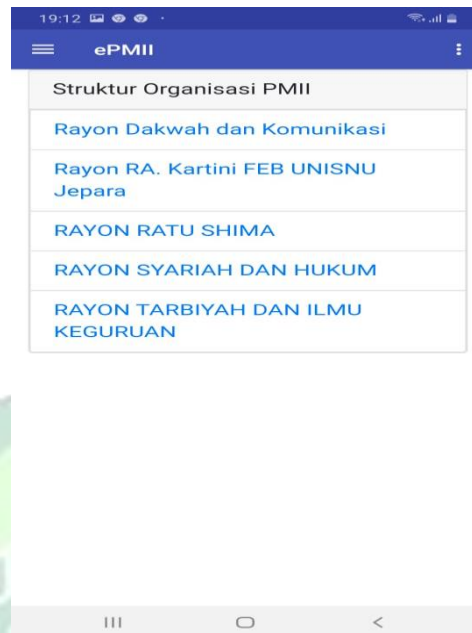 19:12
ePMII
Struktur Organisasi PMII
Rayon Dakwah dan Komunikasi
Rayon RA. Kartini FEB UNISNU
Jepara
RAYON RATU SHIMA
RAYON SYARIAH DAN HUKUM
RAYON TARBIYAH DAN ILMU
KEGURUAN